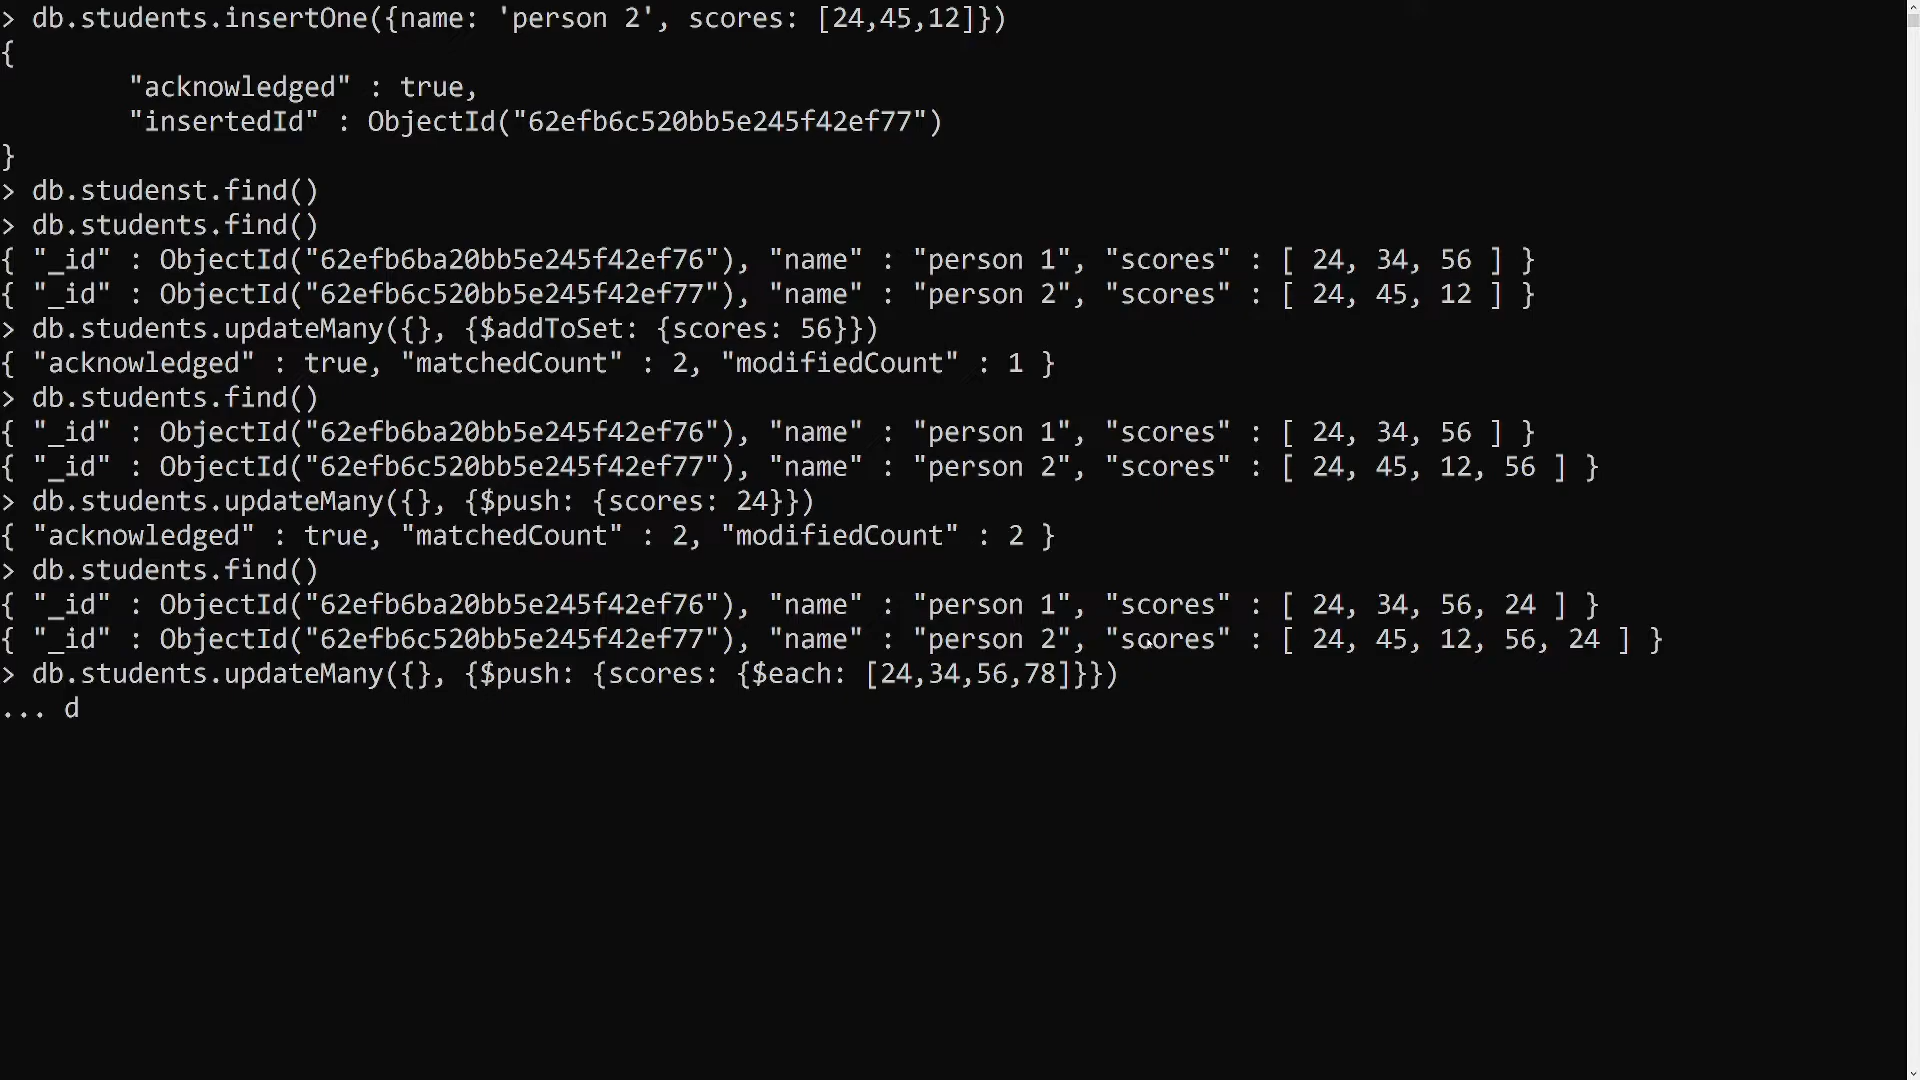 > db.students.insertOne({name: 'person 2', scores: [24,45,12]})
{
        "acknowledged" : true,
        "insertedId" : ObjectId("62efb6c520bb5e245f42ef77")
}
> db.studenst.find()
> db.students.find()
{ "_id" : ObjectId("62efb6ba20bb5e245f42ef76"), "name" : "person 1", "scores" : [ 24, 34, 56 ] }
{ "_id" : ObjectId("62efb6c520bb5e245f42ef77"), "name" : "person 2", "scores" : [ 24, 45, 12 ] }
> db.students.updateMany({}, {$addToSet: {scores: 56}})
{ "acknowledged" : true, "matchedCount" : 2, "modifiedCount" : 1 }
> db.students.find()
{ "_id" : ObjectId("62efb6ba20bb5e245f42ef76"), "name" : "person 1", "scores" : [ 24, 34, 56 ] }
{ "_id" : ObjectId("62efb6c520bb5e245f42ef77"), "name" : "person 2", "scores" : [ 24, 45, 12, 56 ] }
> db.students.updateMany({}, {$push: {scores: 24}})
{ "acknowledged" : true, "matchedCount" : 2, "modifiedCount" : 2 }
> db.students.find()
{ "_id" : ObjectId("62efb6ba20bb5e245f42ef76"), "name" : "person 1", "scores" : [ 24, 34, 56, 24 ] }
{ "_id" : ObjectId("62efb6c520bb5e245f42ef77"), "name" : "person 2", "scores" : [ 24, 45, 12, 56, 24 ] }
> db.students.updateMany({}, {$push: {scores: {$each: [24,34,56,78]}})
... d